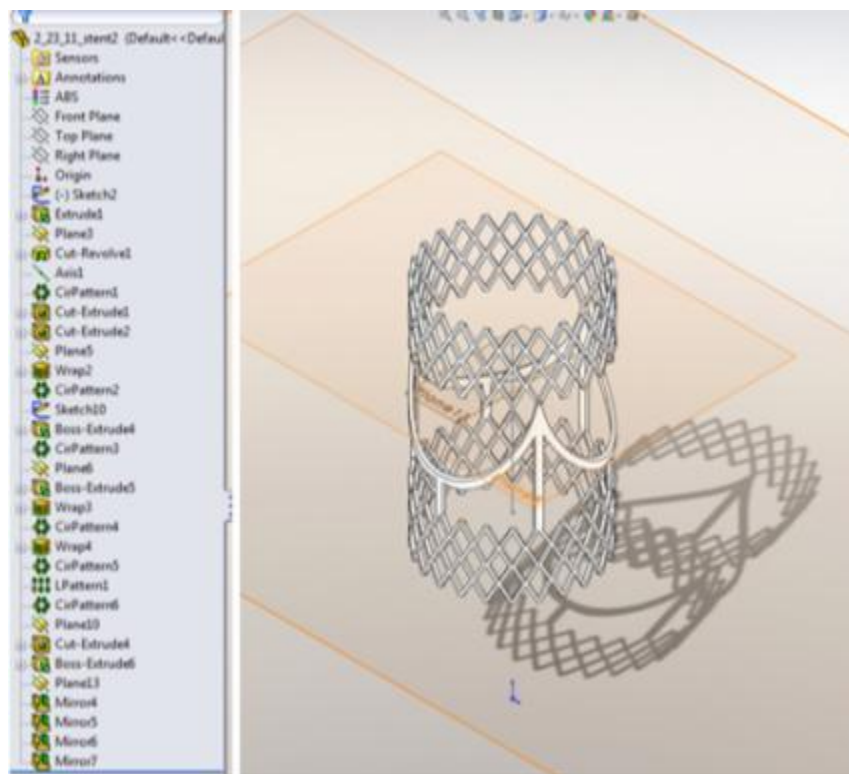 2_23_11_stent2 (Default<<Defaul
Sensors
Annotations
ABS
Front Plane
Top Plane
Right Plane
Origin
(-) Sketch2
Extrude1
Plane3
Cut-Revolve1
Axis1
CirPattern1
Cut-Extrude1
Cut-Extrude2
Plane5
Wrap2
CirPattern2
Sketch10
Boss-Extrude4
CirPattern3
Plane6
Boss-Extrude5
Wrap3
CirPattern4
Wrap4
CirPattern5
LPattern1
CirPattern6
Plane10
Cut-Extrude4
Boss-Extrude6
Plane13
Mirror4
Mirror5
Mirror6
Mirror7